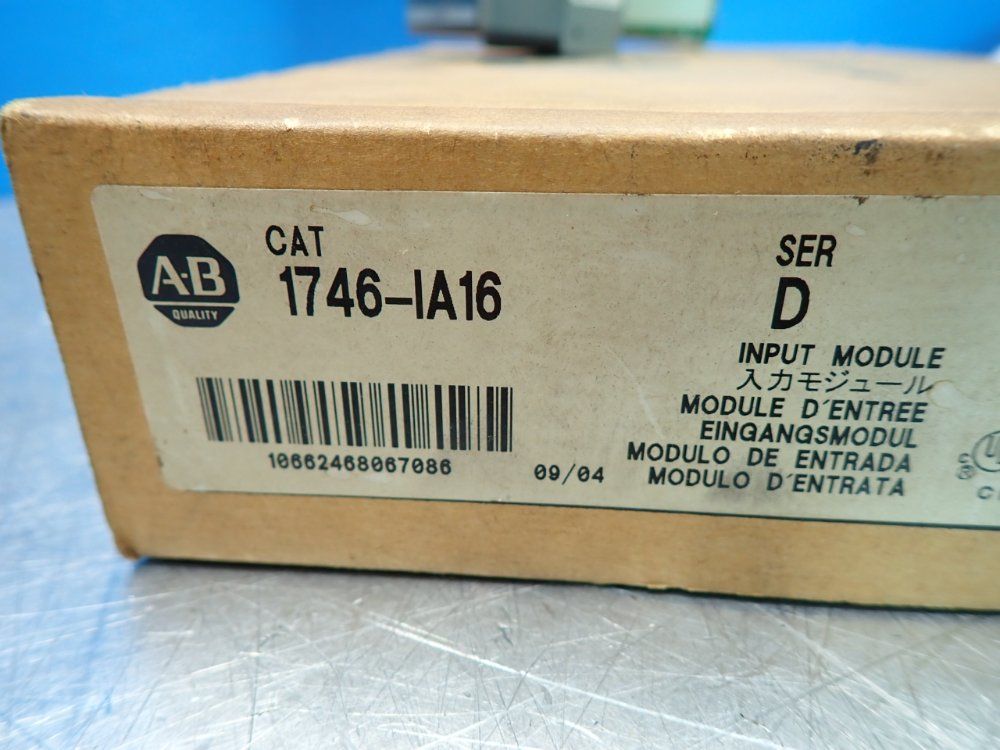 A-B
QUALITY
CAT
1746-IA16
SER
D
INPUT MODULE
入力モジュール
MODULE D'ENTREE
EINGANGSMODUL
MODULO DE ENTRADA
MODULO D'ENTRATA
10662468067086
09/04